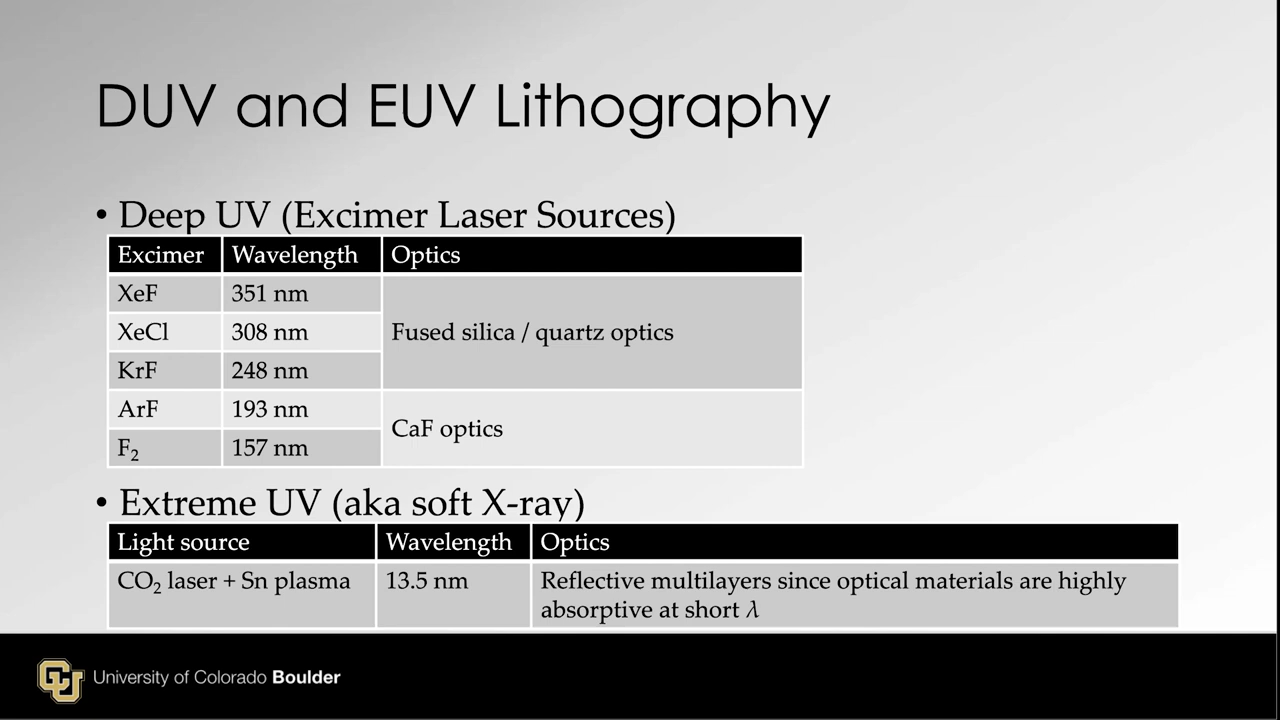 DUV and EUV Lithography
• Deep UV (Excimer Laser Sources)
Excimer Wavelength Optics
XeF 351 nm
XeCl 308 nm Fused silica / quartz optics
KrF 248 nm
ArF 193 nm
CaF optics
F₂ 157 nm
• Extreme UV (aka soft X-ray)
Light source Wavelength Optics
CO₂ laser + Sn plasma 13.5 nm Reflective multilayers since optical materials are highly
absorptive at short λ
CU University of Colorado Boulder